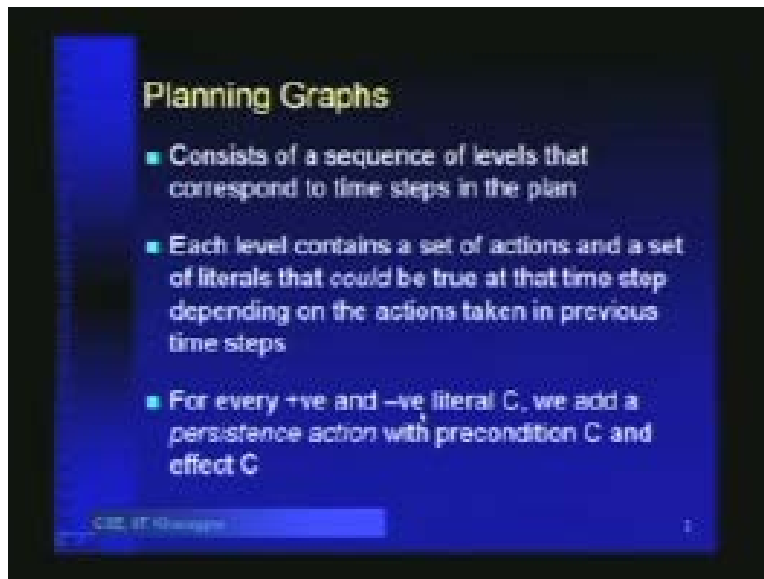 Planning Graphs
Consists of a sequence of levels that
correspond to time steps in the plan
Each level contains a set of actions and a set
of literals that could be true at that time step
depending on the actions taken in previous
time steps
For every +ve and –ve literal C, we add a
persistence action with precondition C and
effect C
CSE, IIT